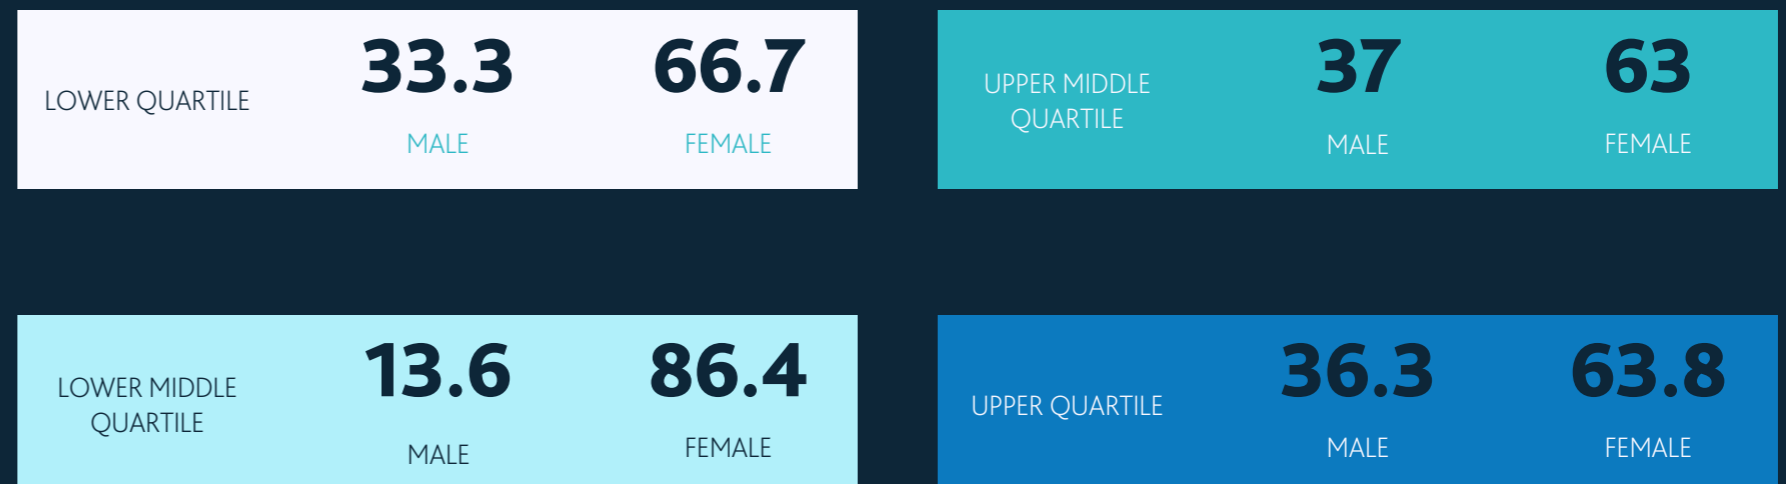 LOWER QUARTILE
33.3
MALE
66.7
FEMALE
UPPER MIDDLE
QUARTILE
37
MALE
63
FEMALE
LOWER MIDDLE
QUARTILE
13.6
MALE
86.4
FEMALE
UPPER QUARTILE
36.3
MALE
63.8
FEMALE